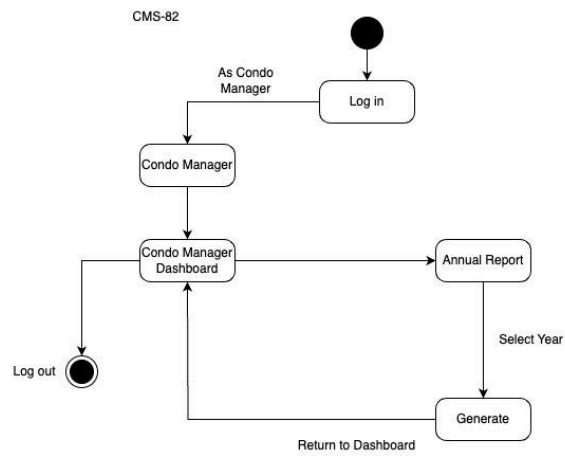 CMS-82
As Condo
Manager
Log in
Condo Manager
Condo Manager
Dashboard
Annual Report
Select Year
Log out
Generate
Return to Dashboard